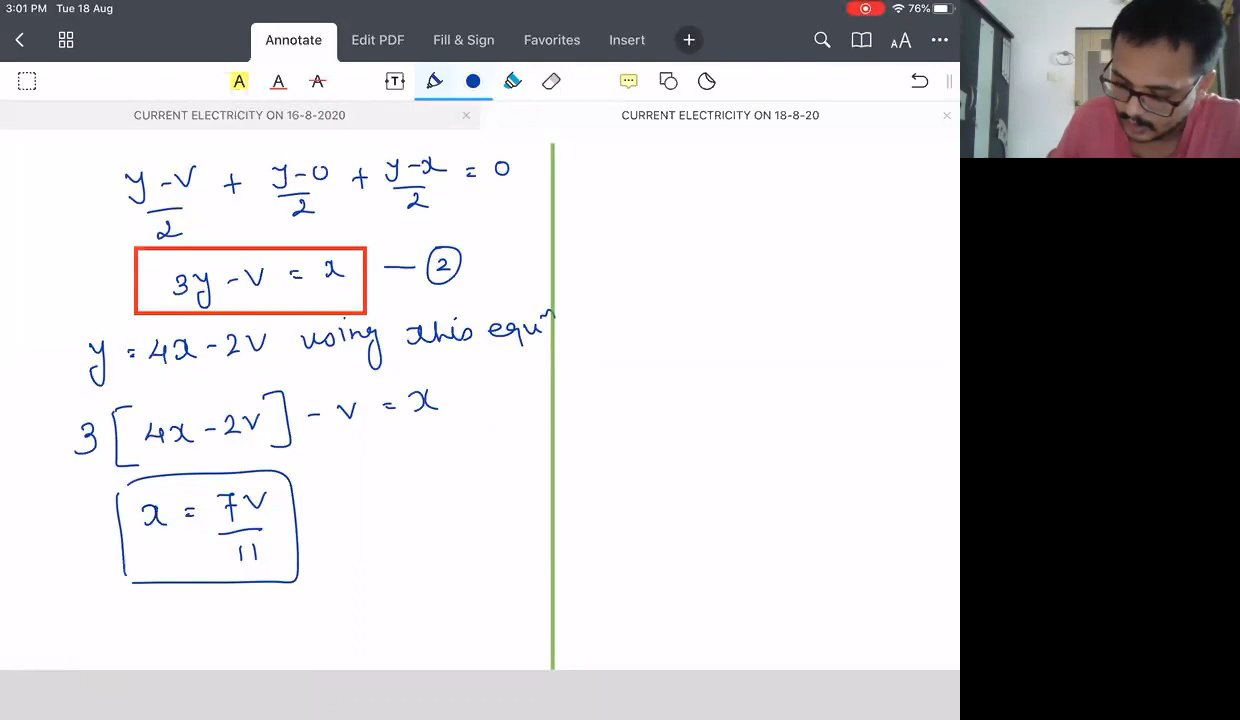 3:01 PM Tue 18 Aug
76%
Annotate Edit PDF Fill & Sign Favorites Insert
AA
A A A T
CURRENT ELECTRICITY ON 16-8-2020
CURRENT ELECTRICITY ON 18-8-20
y-V/2 + y-0/2 + y-x/2 = 0
3y - V = x — ②
y = 4x - 2V using this equⁿ
3 [4x - 2V] - V = x
x = 7V/11